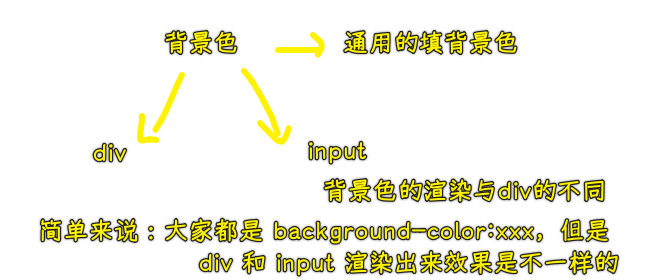 背景色
通用的填背景色
div
input
背景色的渲染与div的不同
简单来说：大家都是 background-color:xxx，但是
div 和 input 渲染出来效果是不一样的